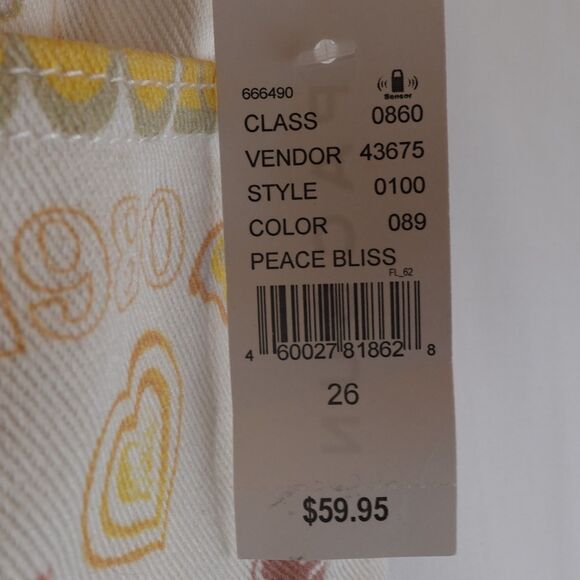 666490
Sensor
CLASS 0860
VENDOR 43675
STYLE 0100
COLOR 089
PEACE BLISS
FL_62
4 60027 81862 8
26
$59.95